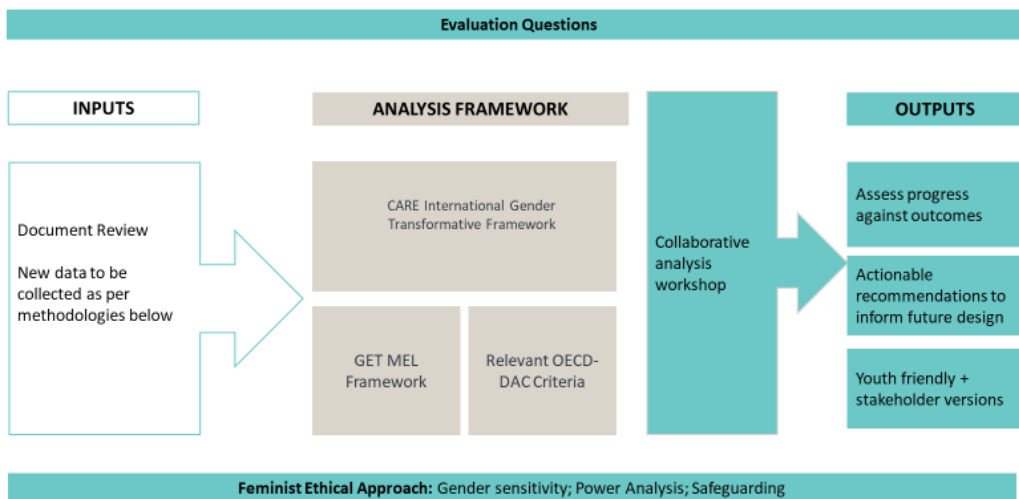 Evaluation Questions
INPUTS
ANALYSIS FRAMEWORK
OUTPUTS
Document Review
New data to be
collected as per
methodologies below
CARE International Gender
Transformative Framework
GET MEL
Framework
Relevant OECD-
DAC Criteria
Collaborative
analysis
workshop
Assess progress
against outcomes
Actionable
recommendations to
inform future design
Youth friendly +
stakeholder versions
Feminist Ethical Approach: Gender sensitivity; Power Analysis; Safeguarding